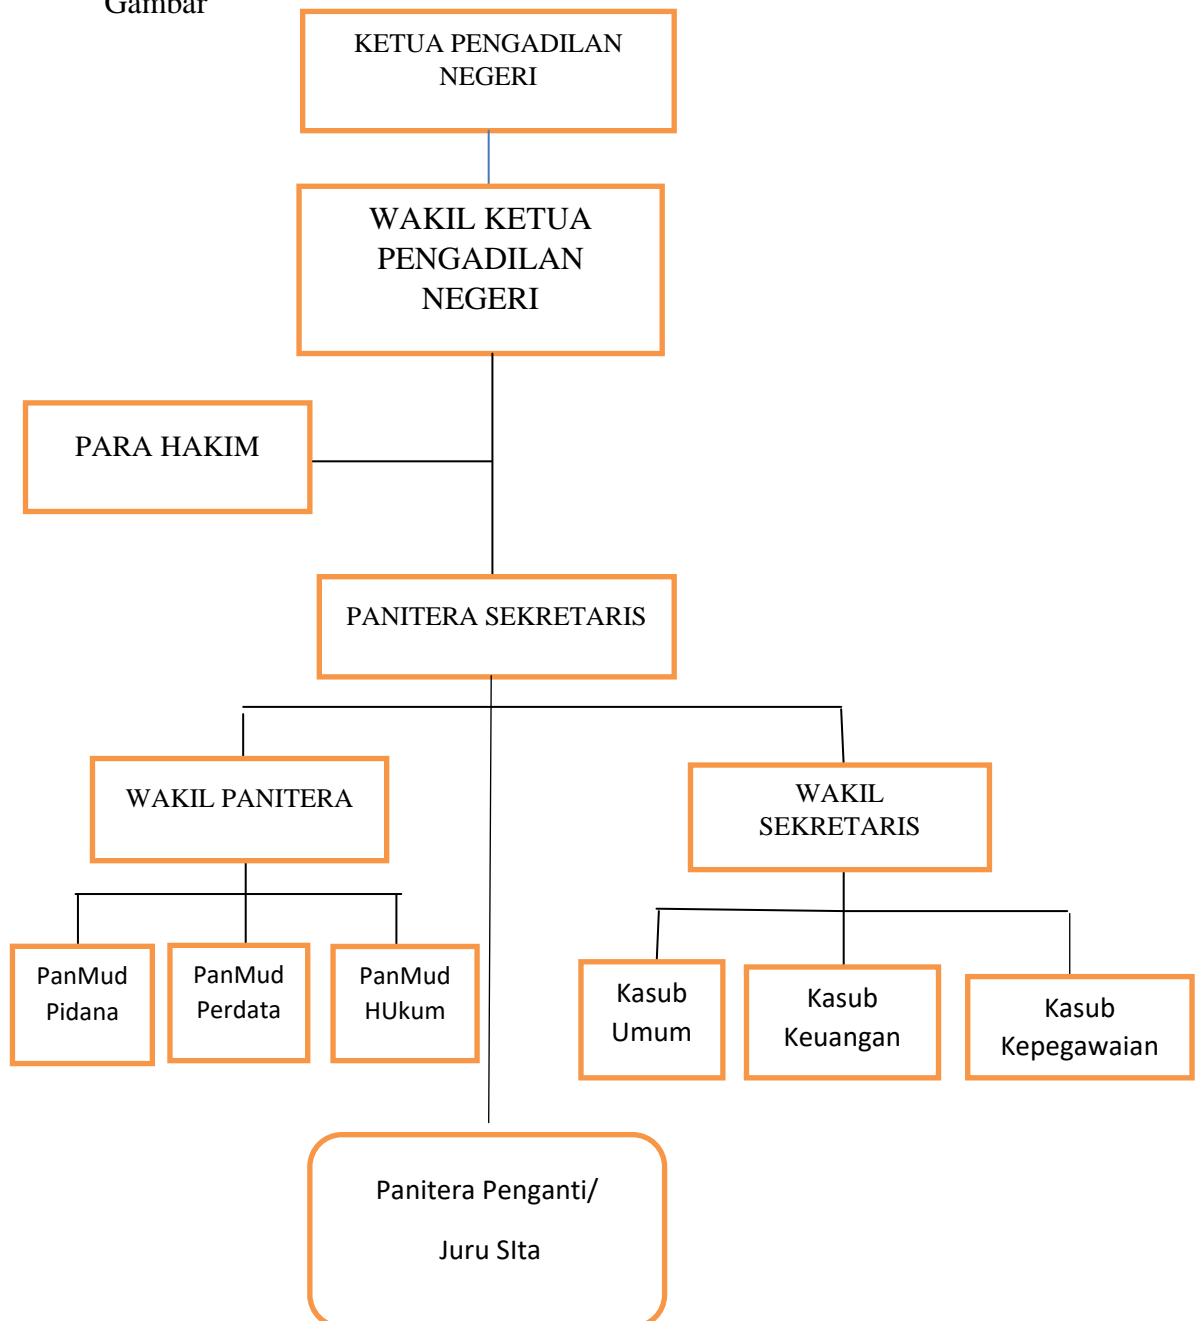 Gambar
KETUA PENGADILAN
NEGERI
WAKIL KETUA
PENGADILAN
NEGERI
PARA HAKIM
PANITERA SEKRETARIS
WAKIL PANITERA
WAKIL
SEKRETARIS
PanMud
Pidana
PanMud
Perdata
PanMud
HUkum
Kasub
Umum
Kasub
Keuangan
Kasub
Kepegawaian
Panitera Penganti/
Juru SIta